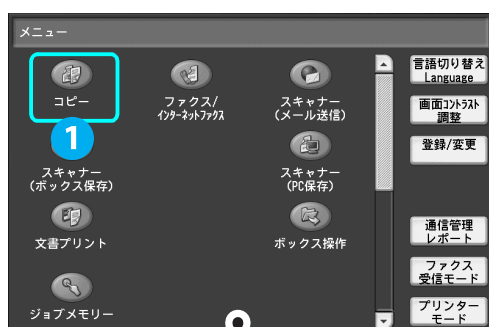 メニュー
コピー
ファクス/
インターネットファクス
スキャナー
(メール送信)
1
スキャナー
(ボックス保存)
スキャナー
(PC保存)
文書プリント
ボックス操作
ジョブメモリー
言語切り替え
Language
画面コントラスト
調整
登録/変更
通信管理
レポート
ファクス
受信モード
プリンター
モード